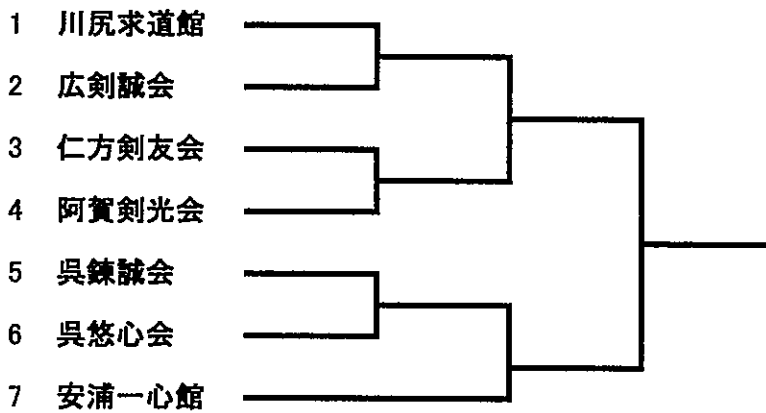 1 川尻求道館
2 広剣誠会
3 仁方剣友会
4 阿賀剣光会
5 呉錬誠会
6 呉悠心会
7 安浦一心館